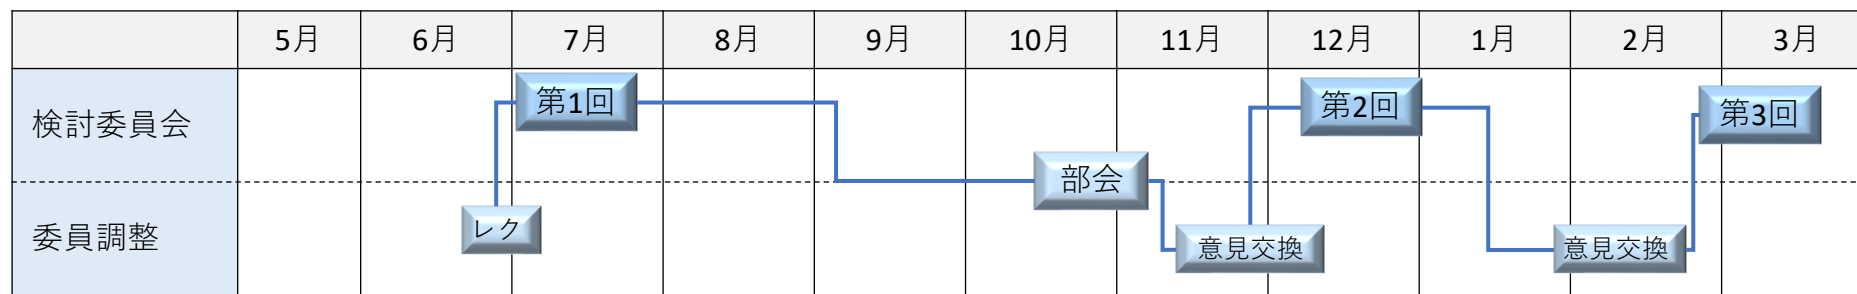 5月 6月 7月 8月 9月 10月 11月 12月 1月 2月 3月
検討委員会
第1回
第2回
第3回
部会
委員調整
レク
意見交換
意見交換